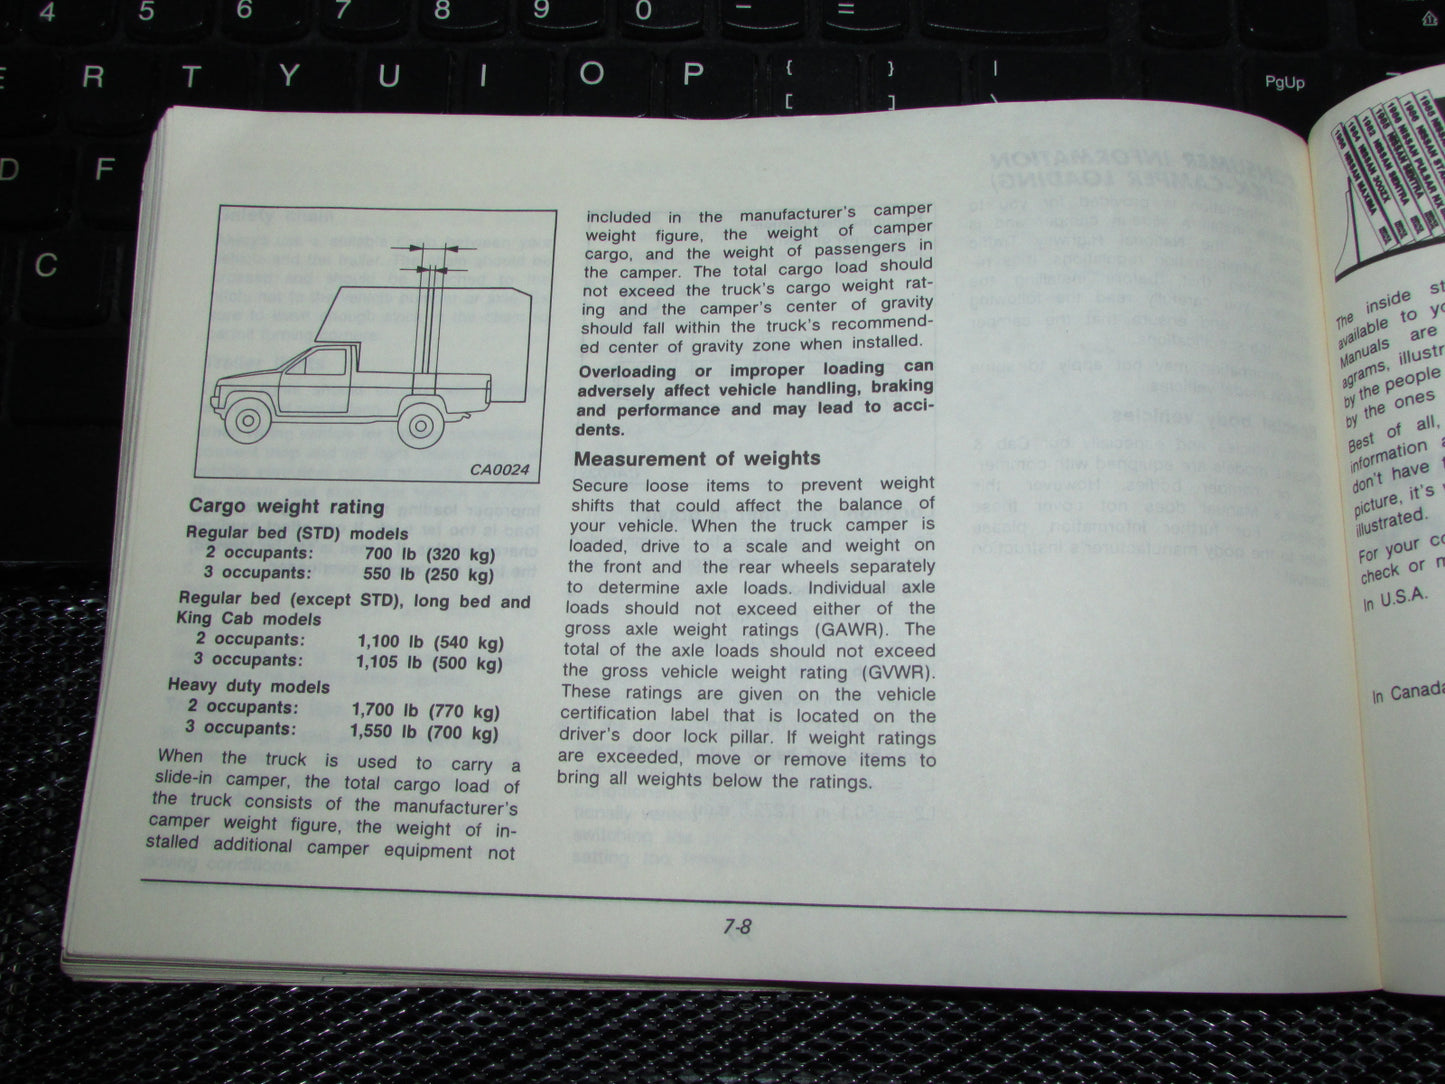 4 5 6 7 8 9 0 - =
R T Y U I O P { [ } ] | \ PgUp
D F
C
CA0024
Cargo weight rating
Regular bed (STD) models
2 occupants: 700 lb (320 kg)
3 occupants: 550 lb (250 kg)
Regular bed (except STD), long bed and
King Cab models
2 occupants: 1,100 lb (540 kg)
3 occupants: 1,105 lb (500 kg)
Heavy duty models
2 occupants: 1,700 lb (770 kg)
3 occupants: 1,550 lb (700 kg)
When the truck is used to carry a
slide-in camper, the total cargo load of
the truck consists of the manufacturer's
camper weight figure, the weight of in-
stalled additional camper equipment not
included in the manufacturer's camper
weight figure, the weight of camper
cargo, and the weight of passengers in
the camper. The total cargo load should
not exceed the truck's cargo weight rat-
ing and the camper's center of gravity
should fall within the truck's recommend-
ed center of gravity zone when installed.
Overloading or improper loading can
adversely affect vehicle handling, braking
and performance and may lead to acci-
dents.
Measurement of weights
Secure loose items to prevent weight
shifts that could affect the balance of
your vehicle. When the truck camper is
loaded, drive to a scale and weight on
the front and the rear wheels separately
to determine axle loads. Individual axle
loads should not exceed either of the
gross axle weight ratings (GAWR). The
total of the axle loads should not exceed
the gross vehicle weight rating (GVWR).
These ratings are given on the vehicle
certification label that is located on the
driver's door lock pillar. If weight ratings
are exceeded, move or remove items to
bring all weights below the ratings.
7-8
The inside st
available to yo
Manuals are
agrams, illustr
by the people
by the ones
Best of all,
information a
don't have t
picture, it's
illustrated.
For your co
check or m
In U.S.A.
In Canada